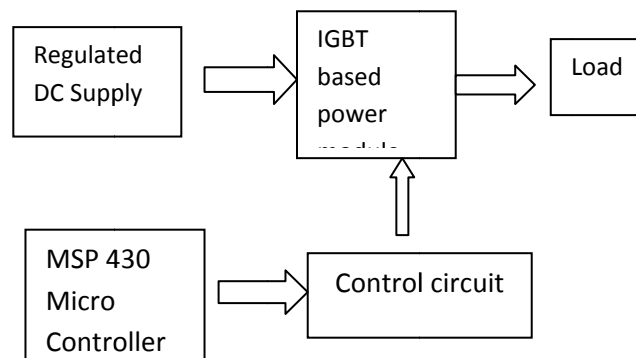 Regulated
DC Supply
IGBT
based
power
Load
MSP 430
Micro
Controller
Control circuit